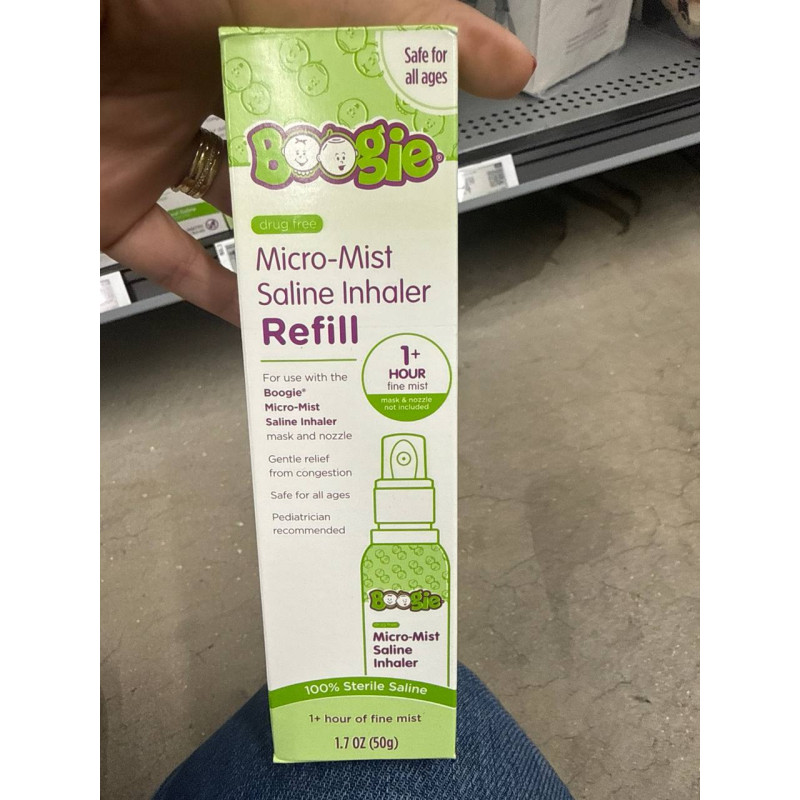 Safe for
all ages
Boogie®
drug free
Micro-Mist
Saline Inhaler
Refill
1+
HOUR
fine mist
mask & nozzle
not included
For use with the
Boogie®
Micro-Mist
Saline Inhaler
mask and nozzle
Gentle relief
from congestion
Safe for all ages
Pediatrician
recommended
Boogie
Micro-Mist
Saline
Inhaler
100% Sterile Saline
1+ hour of fine mist
1.7 OZ (50g)